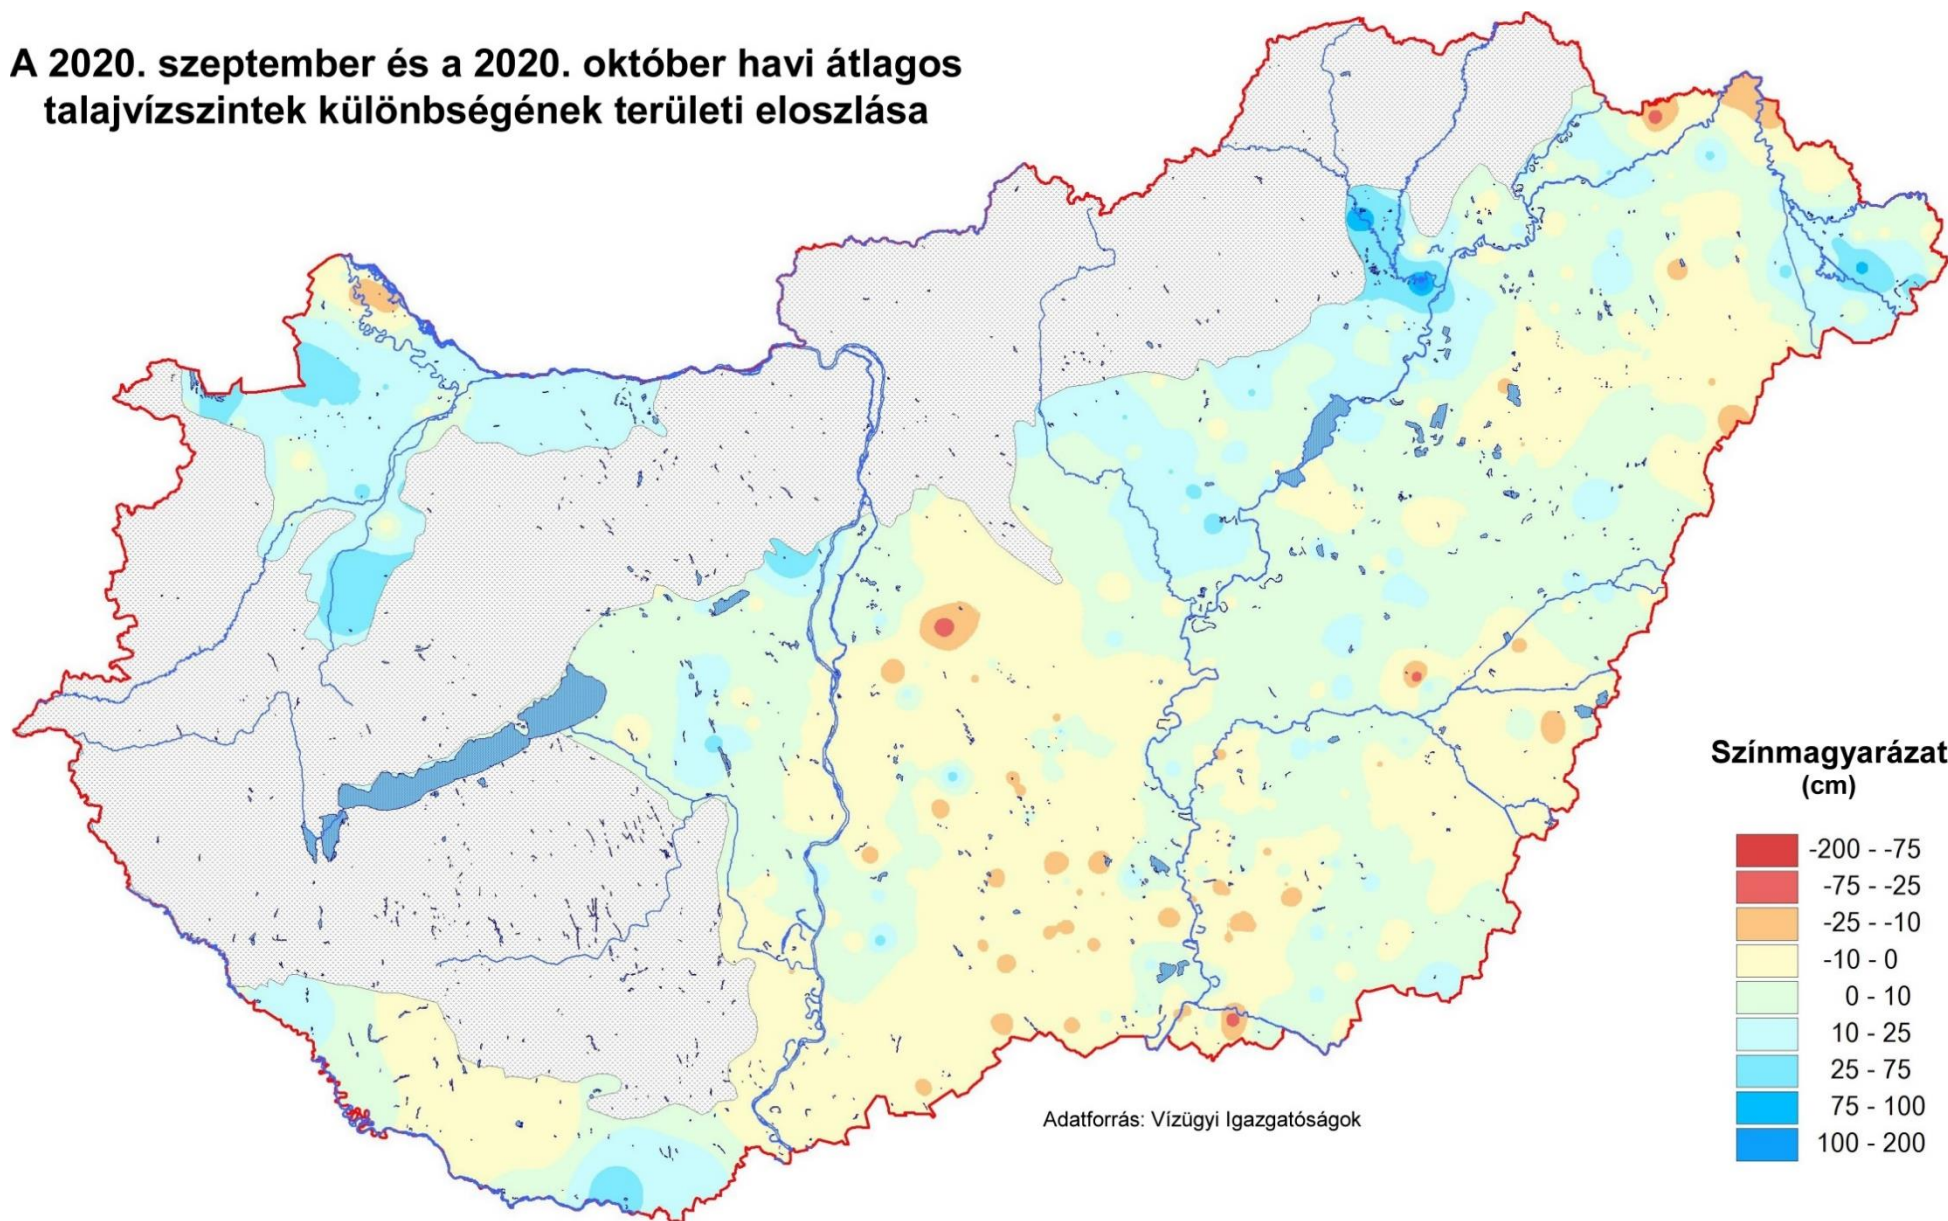 A 2020. szeptember és a 2020. október havi átlagos
talajvízszintek különbségének területi eloszlása
Színmagyarázat
(cm)
-200 - -75
-75 - -25
-25 - -10
-10 - 0
0 - 10
10 - 25
25 - 75
75 - 100
100 - 200
Adatforrás: Vízügyi Igazgatóságok